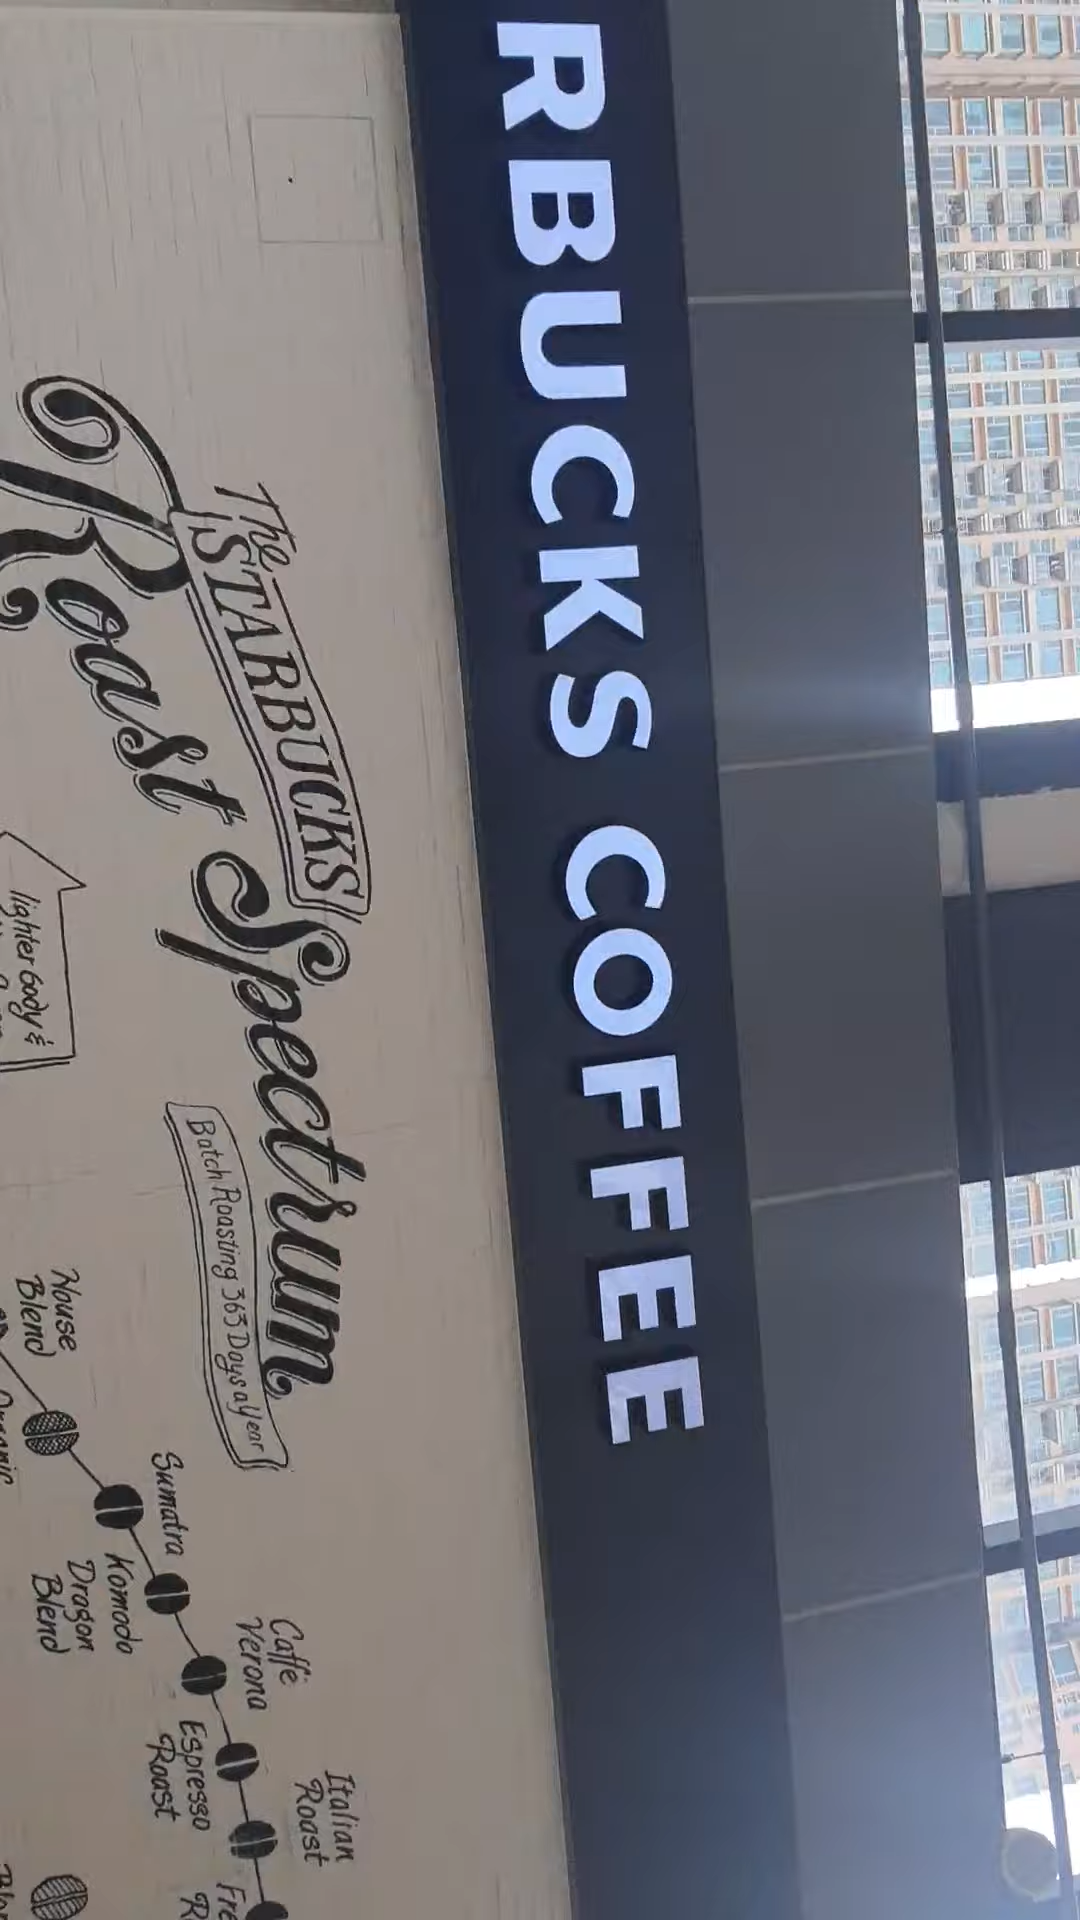 RBUCKS COFFEE
The
STARBUCKS
Roast Spectrum
Batch Roasting 363 Days a Year
lighter body &
House
Blend
Sumatra
Komodo
Dragon
Blend
Caffè
Verona
Espresso
Roast
Italian
Roast